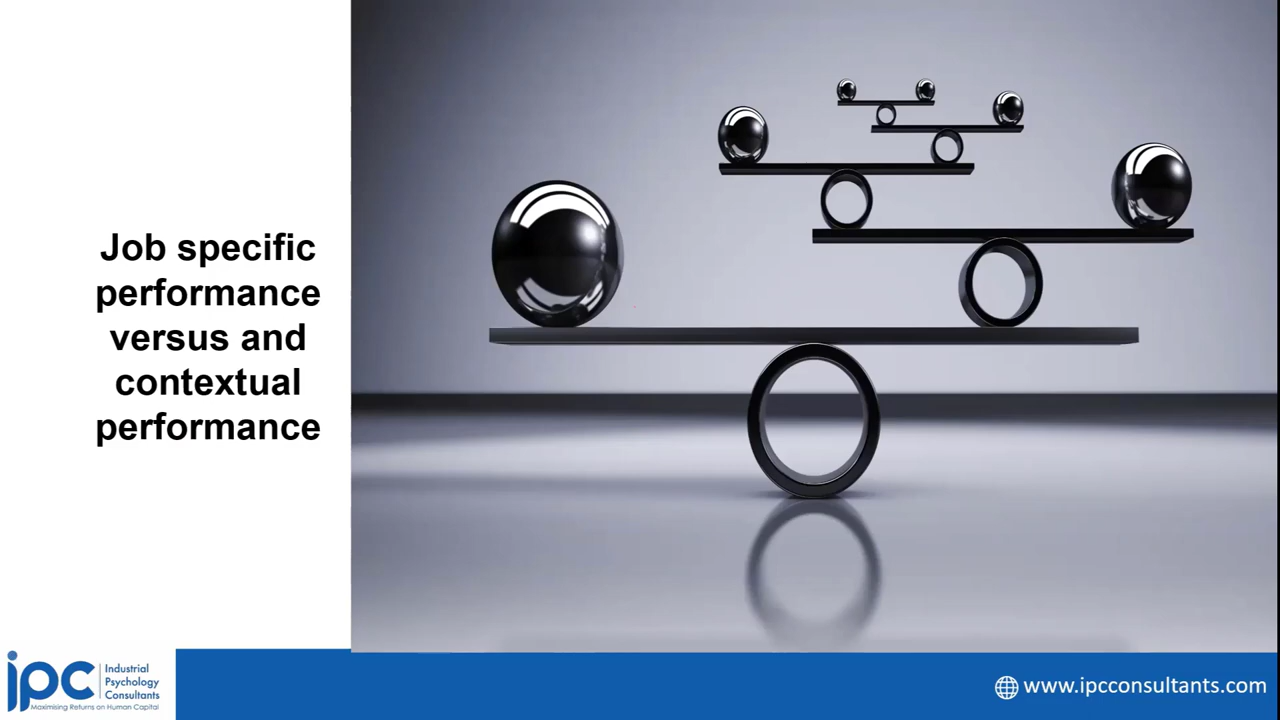 Job specific
performance
versus and
contextual
performance
ipc
Industrial
Psychology
Consultants
Maximising Returns on Human Capital
www.ipcconsultants.com